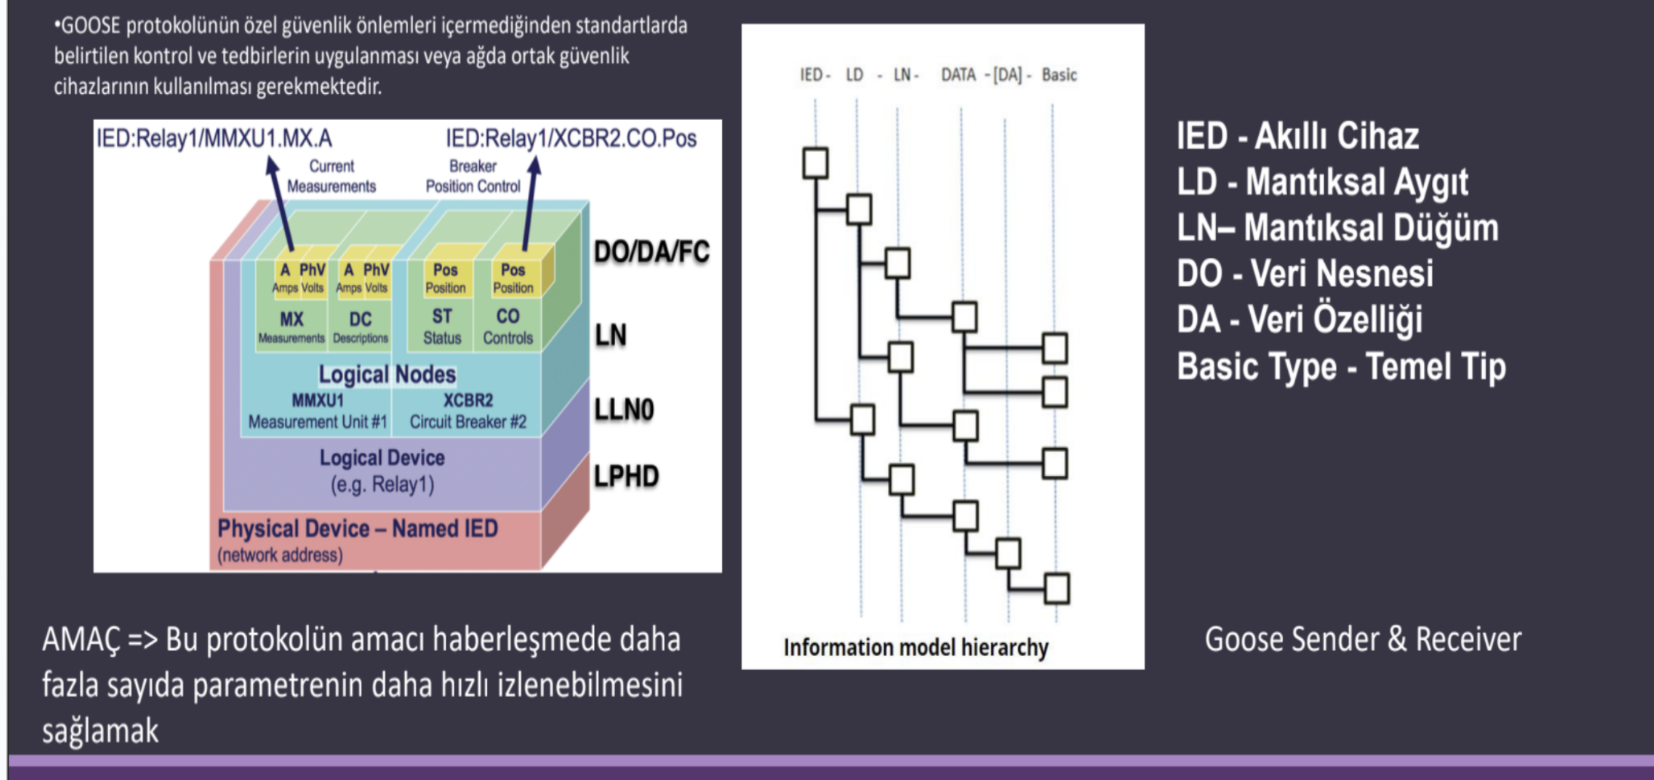 •GOOSE protokolünün özel güvenlik önlemleri içermediğinden standartlarda
belirtilen kontrol ve tedbirlerin uygulanması veya ağda ortak güvenlik
cihazlarının kullanılması gerekmektedir.
IED:Relay1/MMXU1.MX.A
IED:Relay1/XCBR2.CO.Pos
Current
Measurements
Breaker
Position Control
A PhV
Amps Volts
A PhV
Amps Volts
Pos
Position
Pos
Position
MX
Measurements
DC
Descriptions
ST
Status
CO
Controls
Logical Nodes
MMXU1
Measurement Unit #1
XCBR2
Circuit Breaker #2
Logical Device
(e.g. Relay1)
Physical Device – Named IED
(network address)
DO/DA/FC
LN
LLN0
LPHD
IED - LD - LN - DATA - [DA] - Basic
Information model hierarchy
IED - Akıllı Cihaz
LD - Mantıksal Aygıt
LN– Mantıksal Düğüm
DO - Veri Nesnesi
DA - Veri Özelliği
Basic Type - Temel Tip
AMAÇ => Bu protokolün amacı haberleşmede daha
fazla sayıda parametrenin daha hızlı izlenebilmesini
sağlamak
Goose Sender & Receiver